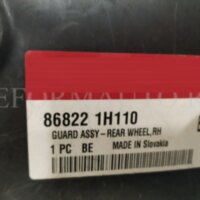 86822 1H110
GUARD ASSY-REAR WHEEL,RH
1 PC BE MADE IN Slovakia